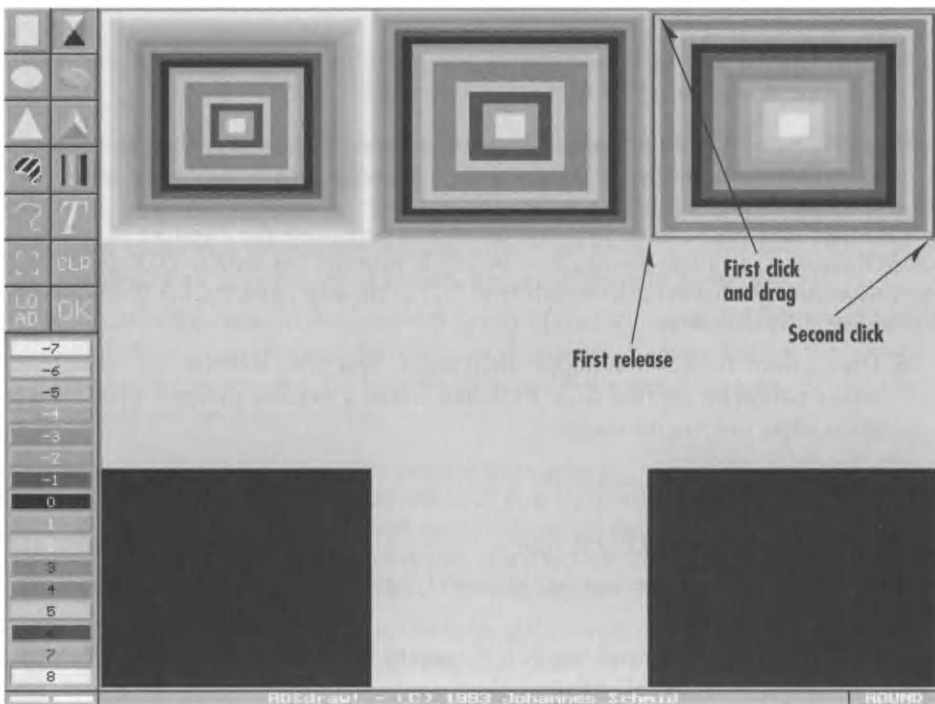 T
CLR
LO
AD
OK
-7
-6
-5
-4
-3
-2
-1
0
1
3
4
5
7
8
First click
and drag
Second click
First release
ADEdraw! - (C) 1993 Johannes Schmid
ROUND